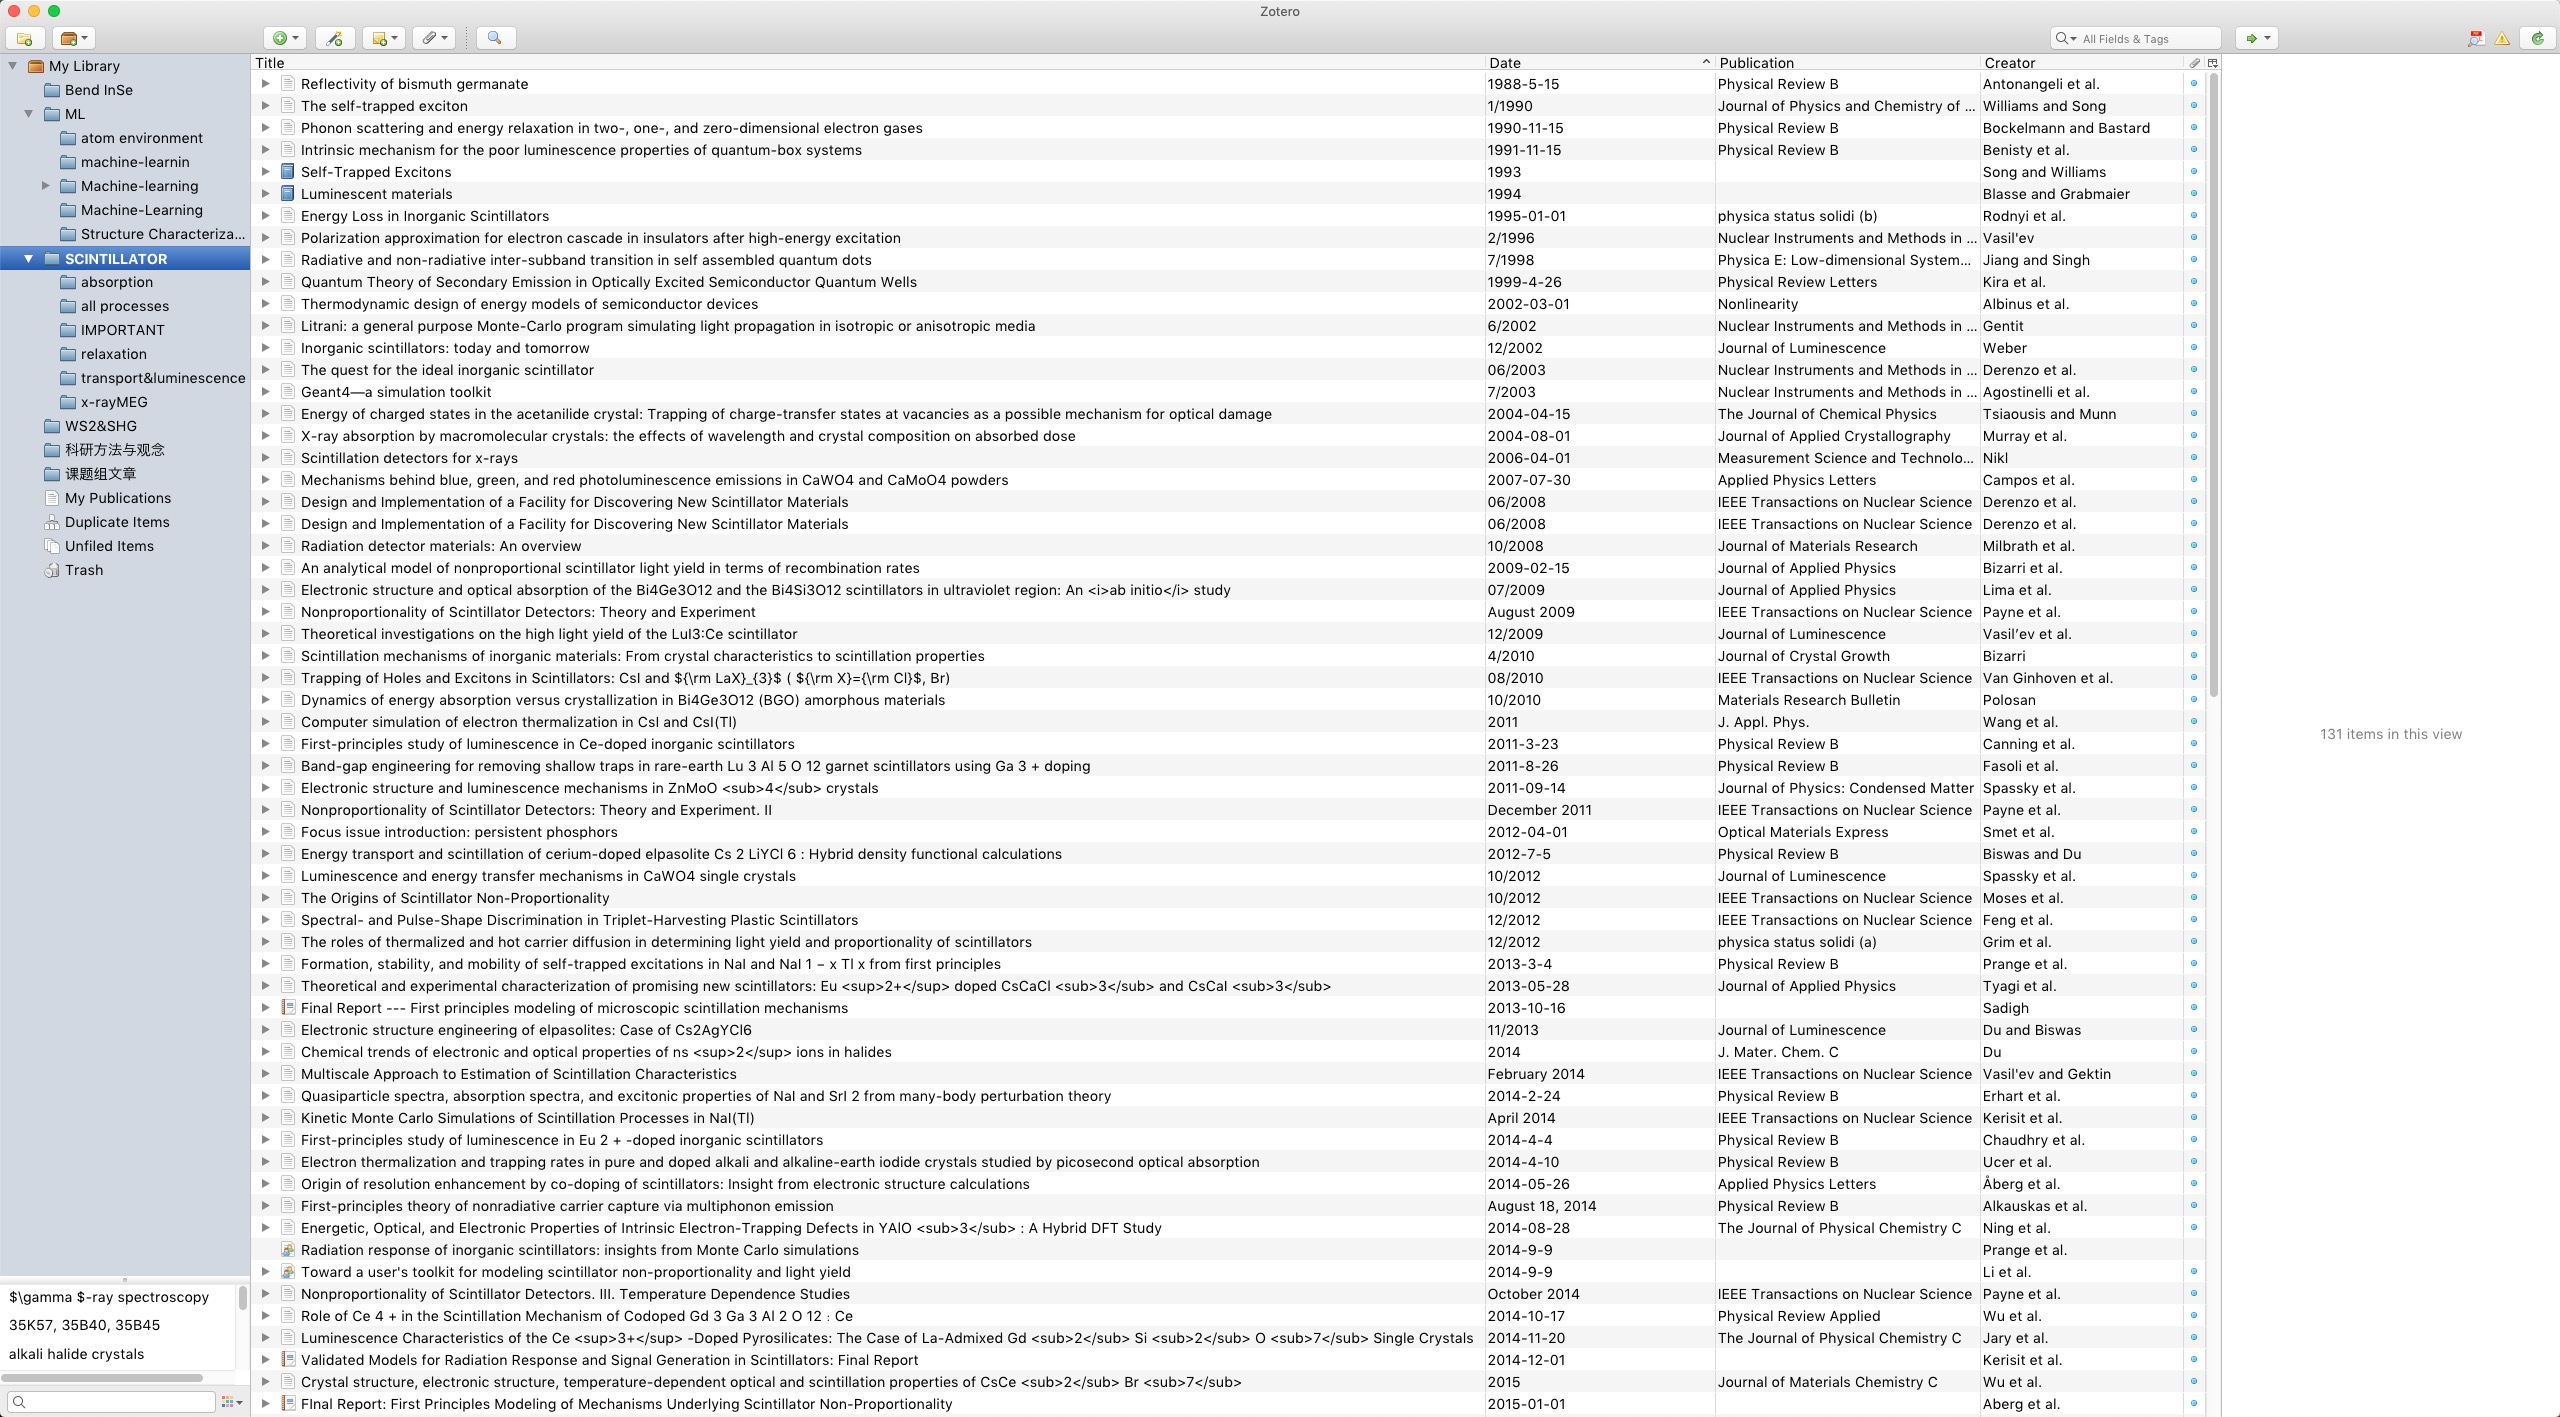 Zotero
All Fields & Tags
My Library
Bend InSe
ML
atom environment
machine-learnin
Machine-learning
Machine-Learning
Structure Characteriza...
SCINTILLATOR
absorption
all processes
IMPORTANT
relaxation
transport&luminescence
x-rayMEG
WS2&SHG
科研方法与观念
课题组文章
My Publications
Duplicate Items
Unfiled Items
Trash
$\gamma $-ray spectroscopy
35K57, 35B40, 35B45
alkali halide crystals
Title Date Publication Creator
Reflectivity of bismuth germanate 1988-5-15 Physical Review B Antonangeli et al.
The self-trapped exciton 1/1990 Journal of Physics and Chemistry of ... Williams and Song
Phonon scattering and energy relaxation in two-, one-, and zero-dimensional electron gases 1990-11-15 Physical Review B Bockelmann and Bastard
Intrinsic mechanism for the poor luminescence properties of quantum-box systems 1991-11-15 Physical Review B Benisty et al.
Self-Trapped Excitons 1993 Song and Williams
Luminescent materials 1994 Blasse and Grabmaier
Energy Loss in Inorganic Scintillators 1995-01-01 physica status solidi (b) Rodnyi et al.
Polarization approximation for electron cascade in insulators after high-energy excitation 2/1996 Nuclear Instruments and Methods in ... Vasil'ev
Radiative and non-radiative inter-subband transition in self assembled quantum dots 7/1998 Physica E: Low-dimensional System... Jiang and Singh
Quantum Theory of Secondary Emission in Optically Excited Semiconductor Quantum Wells 1999-4-26 Physical Review Letters Kira et al.
Thermodynamic design of energy models of semiconductor devices 2002-03-01 Nonlinearity Albinus et al.
Litrani: a general purpose Monte-Carlo program simulating light propagation in isotropic or anisotropic media 6/2002 Nuclear Instruments and Methods in ... Gentit
Inorganic scintillators: today and tomorrow 12/2002 Journal of Luminescence Weber
The quest for the ideal inorganic scintillator 06/2003 Nuclear Instruments and Methods in ... Derenzo et al.
Geant4—a simulation toolkit 7/2003 Nuclear Instruments and Methods in ... Agostinelli et al.
Energy of charged states in the acetanilide crystal: Trapping of charge-transfer states at vacancies as a possible mechanism for optical damage 2004-04-15 The Journal of Chemical Physics Tsiaousis and Munn
X-ray absorption by macromolecular crystals: the effects of wavelength and crystal composition on absorbed dose 2004-08-01 Journal of Applied Crystallography Murray et al.
Scintillation detectors for x-rays 2006-04-01 Measurement Science and Technolo... Nikl
Mechanisms behind blue, green, and red photoluminescence emissions in CaWO4 and CaMoO4 powders 2007-07-30 Applied Physics Letters Campos et al.
Design and Implementation of a Facility for Discovering New Scintillator Materials 06/2008 IEEE Transactions on Nuclear Science Derenzo et al.
Design and Implementation of a Facility for Discovering New Scintillator Materials 06/2008 IEEE Transactions on Nuclear Science Derenzo et al.
Radiation detector materials: An overview 10/2008 Journal of Materials Research Milbrath et al.
An analytical model of nonproportional scintillator light yield in terms of recombination rates 2009-02-15 Journal of Applied Physics Bizarri et al.
Electronic structure and optical absorption of the Bi4Ge3O12 and the Bi4Si3O12 scintillators in ultraviolet region: An <i>ab initio</i> study 07/2009 Journal of Applied Physics Lima et al.
Nonproportionality of Scintillator Detectors: Theory and Experiment August 2009 IEEE Transactions on Nuclear Science Payne et al.
Theoretical investigations on the high light yield of the LuI3:Ce scintillator 12/2009 Journal of Luminescence Vasil'ev et al.
Scintillation mechanisms of inorganic materials: From crystal characteristics to scintillation properties 4/2010 Journal of Crystal Growth Bizarri
Trapping of Holes and Excitons in Scintillators: CsI and ${\rm LaX}_{3}$ ( ${\rm X}={\rm Cl}$, Br) 08/2010 IEEE Transactions on Nuclear Science Van Ginhoven et al.
Dynamics of energy absorption versus crystallization in Bi4Ge3O12 (BGO) amorphous materials 10/2010 Materials Research Bulletin Polosan
Computer simulation of electron thermalization in CsI and CsI(Tl) 2011 J. Appl. Phys. Wang et al.
First-principles study of luminescence in Ce-doped inorganic scintillators 2011-3-23 Physical Review B Canning et al.
Band-gap engineering for removing shallow traps in rare-earth Lu 3 Al 5 O 12 garnet scintillators using Ga 3 + doping 2011-8-26 Physical Review B Fasoli et al.
Electronic structure and luminescence mechanisms in ZnMoO <sub>4</sub> crystals 2011-09-14 Journal of Physics: Condensed Matter Spassky et al.
Nonproportionality of Scintillator Detectors: Theory and Experiment. II December 2011 IEEE Transactions on Nuclear Science Payne et al.
Focus issue introduction: persistent phosphors 2012-04-01 Optical Materials Express Smet et al.
Energy transport and scintillation of cerium-doped elpasolite Cs 2 LiYCl 6 : Hybrid density functional calculations 2012-7-5 Physical Review B Biswas and Du
Luminescence and energy transfer mechanisms in CaWO4 single crystals 10/2012 Journal of Luminescence Spassky et al.
The Origins of Scintillator Non-Proportionality 10/2012 IEEE Transactions on Nuclear Science Moses et al.
Spectral- and Pulse-Shape Discrimination in Triplet-Harvesting Plastic Scintillators 12/2012 IEEE Transactions on Nuclear Science Feng et al.
The roles of thermalized and hot carrier diffusion in determining light yield and proportionality of scintillators 12/2012 physica status solidi (a) Grim et al.
Formation, stability, and mobility of self-trapped excitations in NaI and NaI 1 − x Tl x from first principles 2013-3-4 Physical Review B Prange et al.
Theoretical and experimental characterization of promising new scintillators: Eu <sup>2+</sup> doped CsCaCl <sub>3</sub> and CsCaI <sub>3</sub> 2013-05-28 Journal of Applied Physics Tyagi et al.
Final Report --- First principles modeling of microscopic scintillation mechanisms 2013-10-16 Sadigh
Electronic structure engineering of elpasolites: Case of Cs2AgYCl6 11/2013 Journal of Luminescence Du and Biswas
Chemical trends of electronic and optical properties of ns <sup>2</sup> ions in halides 2014 J. Mater. Chem. C Du
Multiscale Approach to Estimation of Scintillation Characteristics February 2014 IEEE Transactions on Nuclear Science Vasil'ev and Gektin
Quasiparticle spectra, absorption spectra, and excitonic properties of NaI and SrI 2 from many-body perturbation theory 2014-2-24 Physical Review B Erhart et al.
Kinetic Monte Carlo Simulations of Scintillation Processes in NaI(Tl) April 2014 IEEE Transactions on Nuclear Science Kerisit et al.
First-principles study of luminescence in Eu 2 + -doped inorganic scintillators 2014-4-4 Physical Review B Chaudhry et al.
Electron thermalization and trapping rates in pure and doped alkali and alkaline-earth iodide crystals studied by picosecond optical absorption 2014-4-10 Physical Review B Ucer et al.
Origin of resolution enhancement by co-doping of scintillators: Insight from electronic structure calculations 2014-05-26 Applied Physics Letters Åberg et al.
First-principles theory of nonradiative carrier capture via multiphonon emission August 18, 2014 Physical Review B Alkauskas et al.
Energetic, Optical, and Electronic Properties of Intrinsic Electron-Trapping Defects in YAlO <sub>3</sub> : A Hybrid DFT Study 2014-08-28 The Journal of Physical Chemistry C Ning et al.
Radiation response of inorganic scintillators: insights from Monte Carlo simulations 2014-9-9 Prange et al.
Toward a user's toolkit for modeling scintillator non-proportionality and light yield 2014-9-9 Li et al.
Nonproportionality of Scintillator Detectors. III. Temperature Dependence Studies October 2014 IEEE Transactions on Nuclear Science Payne et al.
Role of Ce 4 + in the Scintillation Mechanism of Codoped Gd 3 Ga 3 Al 2 O 12 : Ce 2014-10-17 Physical Review Applied Wu et al.
Luminescence Characteristics of the Ce <sup>3+</sup> -Doped Pyrosilicates: The Case of La-Admixed Gd <sub>2</sub> Si <sub>2</sub> O <sub>7</sub> Single Crystals 2014-11-20 The Journal of Physical Chemistry C Jary et al.
Validated Models for Radiation Response and Signal Generation in Scintillators: Final Report 2014-12-01 Kerisit et al.
Crystal structure, electronic structure, temperature-dependent optical and scintillation properties of CsCe <sub>2</sub> Br <sub>7</sub> 2015 Journal of Materials Chemistry C Wu et al.
FInal Report: First Principles Modeling of Mechanisms Underlying Scintillator Non-Proportionality 2015-01-01 Aberg et al.
131 items in this view